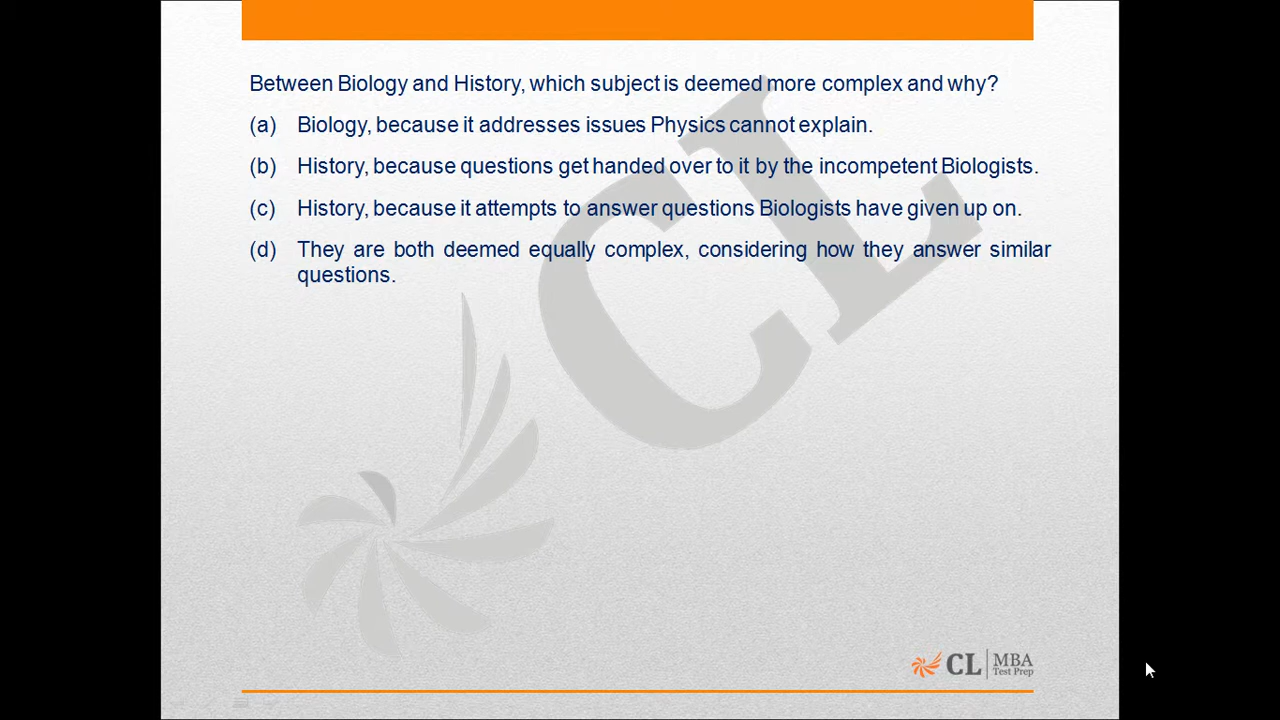 Between Biology and History, which subject is deemed more complex and why?
(a) Biology, because it addresses issues Physics cannot explain.
(b) History, because questions get handed over to it by the incompetent Biologists.
(c) History, because it attempts to answer questions Biologists have given up on.
(d) They are both deemed equally complex, considering how they answer similar
questions.
CL
CL MBA
Test Prep